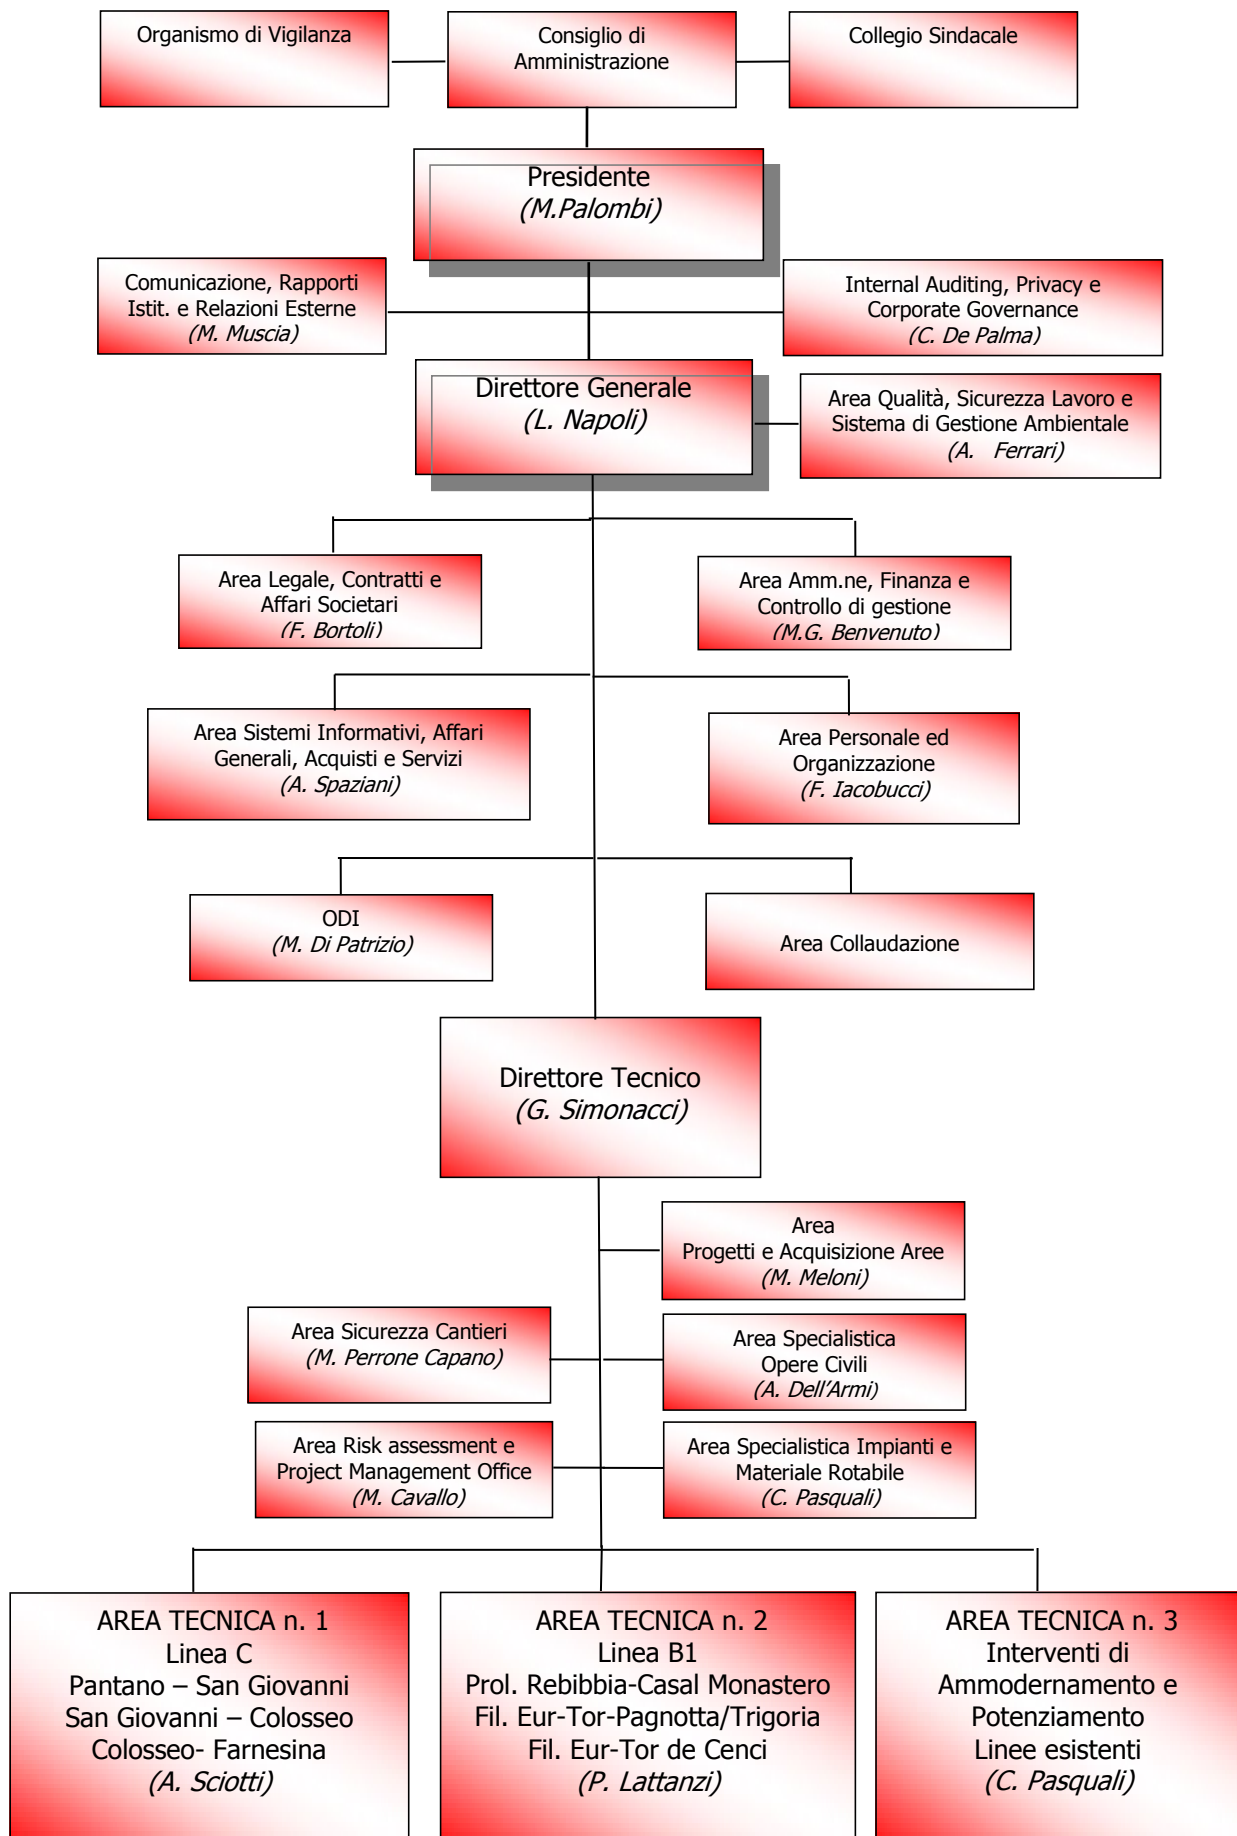 Organismo di Vigilanza
Consiglio di
Amministrazione
Collegio Sindacale
Presidente
(M.Palombi)
Comunicazione, Rapporti
Istit. e Relazioni Esterne
(M. Muscia)
Internal Auditing, Privacy e
Corporate Governance
(C. De Palma)
Direttore Generale
(L. Napoli)
Area Qualità, Sicurezza Lavoro e
Sistema di Gestione Ambientale
(A. Ferrari)
Area Legale, Contratti e
Affari Societari
(F. Bortoli)
Area Amm.ne, Finanza e
Controllo di gestione
(M.G. Benvenuto)
Area Sistemi Informativi, Affari
Generali, Acquisti e Servizi
(A. Spaziani)
Area Personale ed
Organizzazione
(F. Iacobucci)
ODI
(M. Di Patrizio)
Area Collaudazione
Direttore Tecnico
(G. Simonacci)
Area
Progetti e Acquisizione Aree
(M. Meloni)
Area Sicurezza Cantieri
(M. Perrone Capano)
Area Specialistica
Opere Civili
(A. Dell’Armi)
Area Risk assessment e
Project Management Office
(M. Cavallo)
Area Specialistica Impianti e
Materiale Rotabile
(C. Pasquali)
AREA TECNICA n. 1
Linea C
Pantano – San Giovanni
San Giovanni – Colosseo
Colosseo- Farnesina
(A. Sciotti)
AREA TECNICA n. 2
Linea B1
Prol. Rebibbia-Casal Monastero
Fil. Eur-Tor-Pagnotta/Trigoria
Fil. Eur-Tor de Cenci
(P. Lattanzi)
AREA TECNICA n. 3
Interventi di
Ammodernamento e
Potenziamento
Linee esistenti
(C. Pasquali)